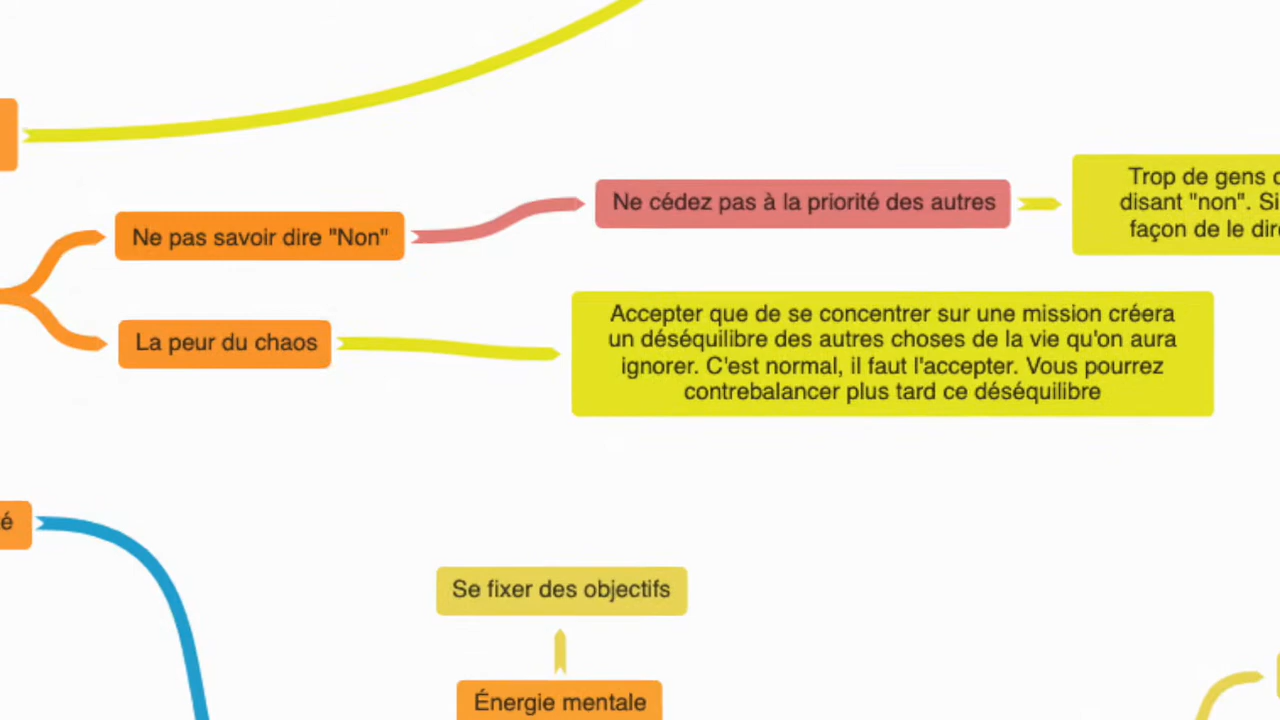 Trop de gens
Ne pas savoir dire "Non"
Ne cédez pas à la priorité des autres
disant "non". Si
façon de le
La peur du chaos
Accepter que de se concentrer sur une mission créera
un déséquilibre des autres choses de la vie qu'on aura
ignorer. C'est normal, il faut l'accepter. Vous pourrez
contrebalancer plus tard ce déséquilibre
é
Se fixer des objectifs
Énergie mentale